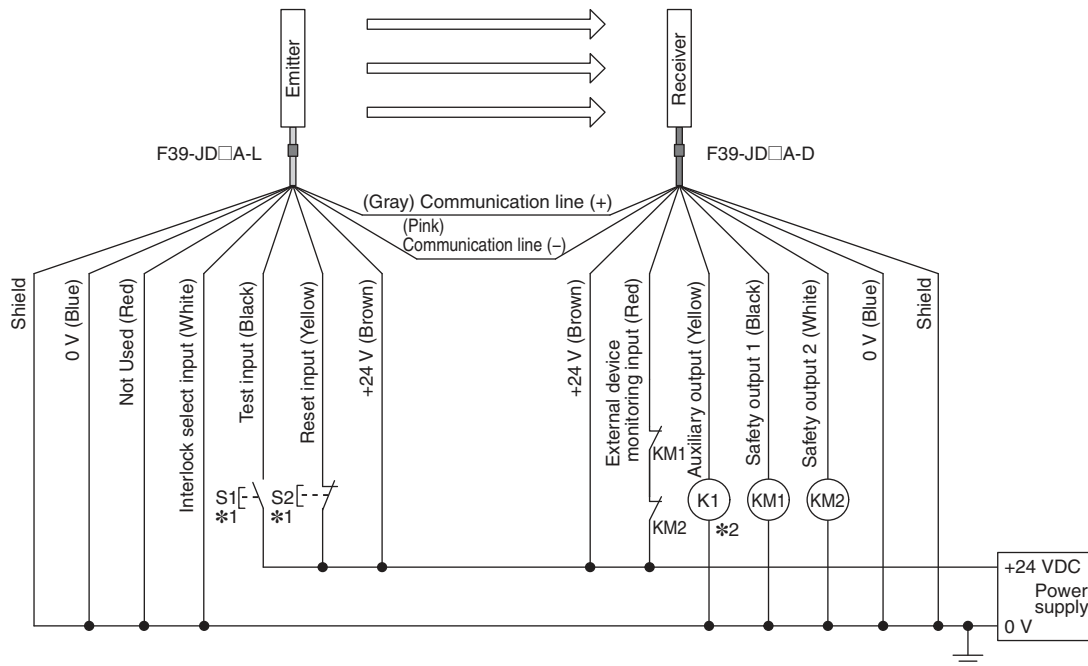 Emitter
Receiver
F39-JD□A-L
F39-JD□A-D
(Gray) Communication line (+)
(Pink)
Communication line (−)
Shield
0 V (Blue)
Not Used (Red)
Interlock select input (White)
Test input (Black)
Reset input (Yellow)
+24 V (Brown)
+24 V (Brown)
External device
monitoring input (Red)
Auxiliary output (Yellow)
Safety output 1 (Black)
Safety output 2 (White)
0 V (Blue)
Shield
S1
*1
S2
*1
KM1
KM2
K1
*2
KM1
KM2
+24 VDC
Power
supply
0 V